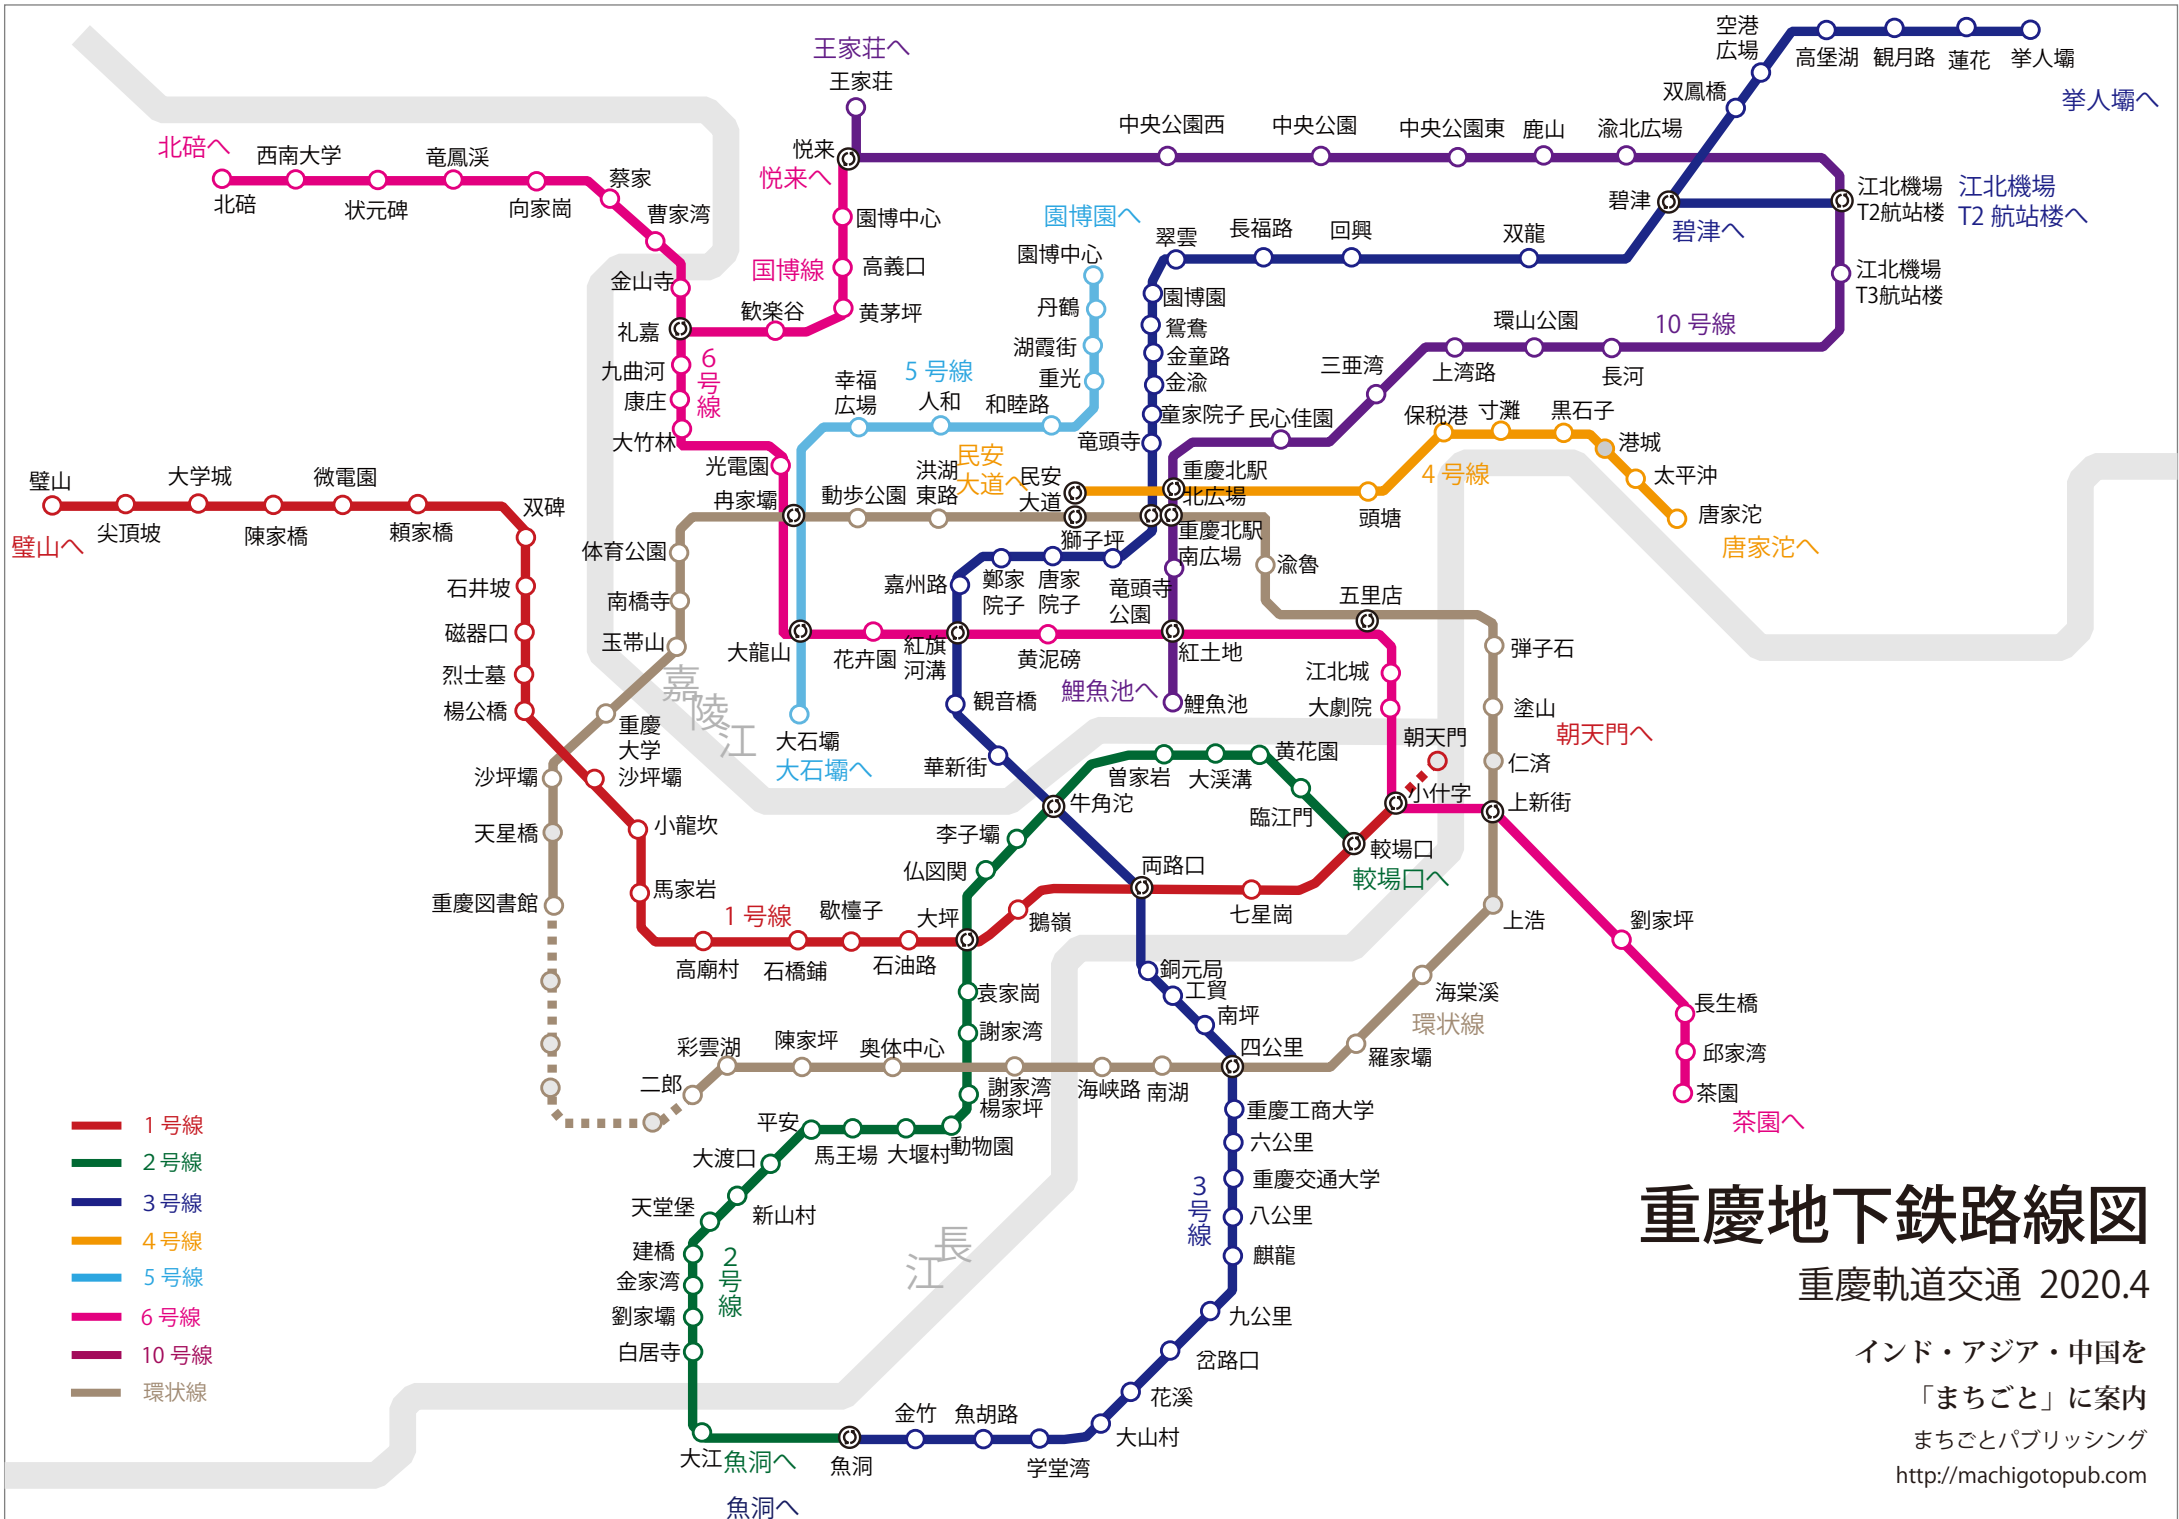 王家荘へ
王家荘
悦来
悦来へ
園博中心
国博線
高義口
歓楽谷
黄茅坪
北碚へ
北碚
西南大学
状元碑
竜鳳渓
向家崗
蔡家
曹家湾
金山寺
礼嘉
九曲河
康庄
大竹林
6
号
線
光電園
冉家壩
中央公園西
中央公園
中央公園東
鹿山
渝北広場
空港
広場
双鳳橋
高堡湖
観月路
蓮花
挙人壩
挙人壩へ
碧津
碧津へ
江北機場
T2航站楼
江北機場
T2 航站楼へ
江北機場
T3航站楼
園博園へ
園博中心
丹鶴
湖霞街
重光
5 号線
幸福
広場
人和
和睦路
翠雲
長福路
回興
双龍
園博園
鴛鴦
金童路
金渝
童家院子
竜頭寺
民心佳園
三亜湾
上湾路
環山公園
長河
10 号線
保税港
寸灘
黒石子
港城
太平沖
唐家沱
唐家沱へ
4 号線
頭塘
民安
大道へ
民安
大道
重慶北駅
北広場
重慶北駅
南広場
動歩公園
洪湖
東路
獅子坪
渝魯
五里店
弾子石
塗山
仁済
上新街
上浩
璧山
璧山へ
尖頂坡
大学城
陳家橋
微電園
頼家橋
双碑
石井坡
磁器口
烈士墓
楊公橋
体育公園
南橋寺
玉帯山
重慶
大学
沙坪壩
沙坪壩
天星橋
重慶図書館
小龍坎
馬家岩
嘉
陵
江
大龍山
花卉園
紅旗
河溝
黄泥磅
紅土地
大石壩
大石壩へ
嘉州路
鄭家
院子
唐家
院子
竜頭寺
公園
鯉魚池へ
鯉魚池
観音橋
華新街
牛角沱
江北城
大劇院
朝天門
朝天門へ
小什字
曽家岩
大渓溝
黄花園
臨江門
較場口
較場口へ
李子壩
仏図関
大坪
両路口
七星崗
鵝嶺
1 号線
高廟村
石橋鋪
歇檯子
石油路
銅元局
工貿
南坪
四公里
袁家崗
謝家湾
謝家湾
楊家坪
動物園
海峡路
南湖
羅家壩
海棠溪
環状線
劉家坪
長生橋
邱家湾
茶園
茶園へ
彩雲湖
二郎
陳家坪
奥体中心
平安
馬王場
大堰村
大渡口
新山村
天堂堡
建橋
金家湾
劉家壩
白居寺
2
号
線
大江
魚洞へ
魚洞へ
魚洞
金竹
魚胡路
学堂湾
大山村
花溪
岔路口
九公里
麒龍
八公里
重慶交通大学
六公里
重慶工商大学
3
号
線
長
江
1 号線
2 号線
3 号線
4 号線
5 号線
6 号線
10 号線
環状線
重慶地下鉄路線図
重慶軌道交通 2020.4
インド・アジア・中国を
「まちごと」に案内
まちごとパブリッシング
http://machigotopub.com